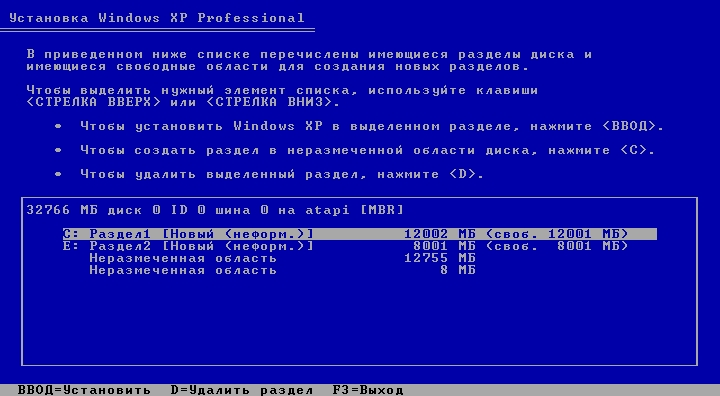 Установка Windows XP Professional
В приведенном ниже списке перечислены имеющиеся разделы диска и
имеющиеся свободные области для создания новых разделов.
Чтобы выделить нужный элемент списка, используйте клавиши
<СТРЕЛКА ВВЕРХ> или <СТРЕЛКА ВНИЗ>.
• Чтобы установить Windows XP в выделенном разделе, нажмите <ВВОД>.
• Чтобы создать раздел в неразмеченной области диска, нажмите <C>.
• Чтобы удалить выделенный раздел, нажмите <D>.
32766 МБ диск 0 ID 0 шина 0 на atapi [MBR]
C: Раздел1 [Новый (неформ.)] 12002 МБ (своб. 12001 МБ)
E: Раздел2 [Новый (неформ.)] 8001 МБ (своб. 8001 МБ)
Неразмеченная область 12755 МБ
Неразмеченная область 8 МБ
ВВОД=Установить D=Удалить раздел F3=Выход